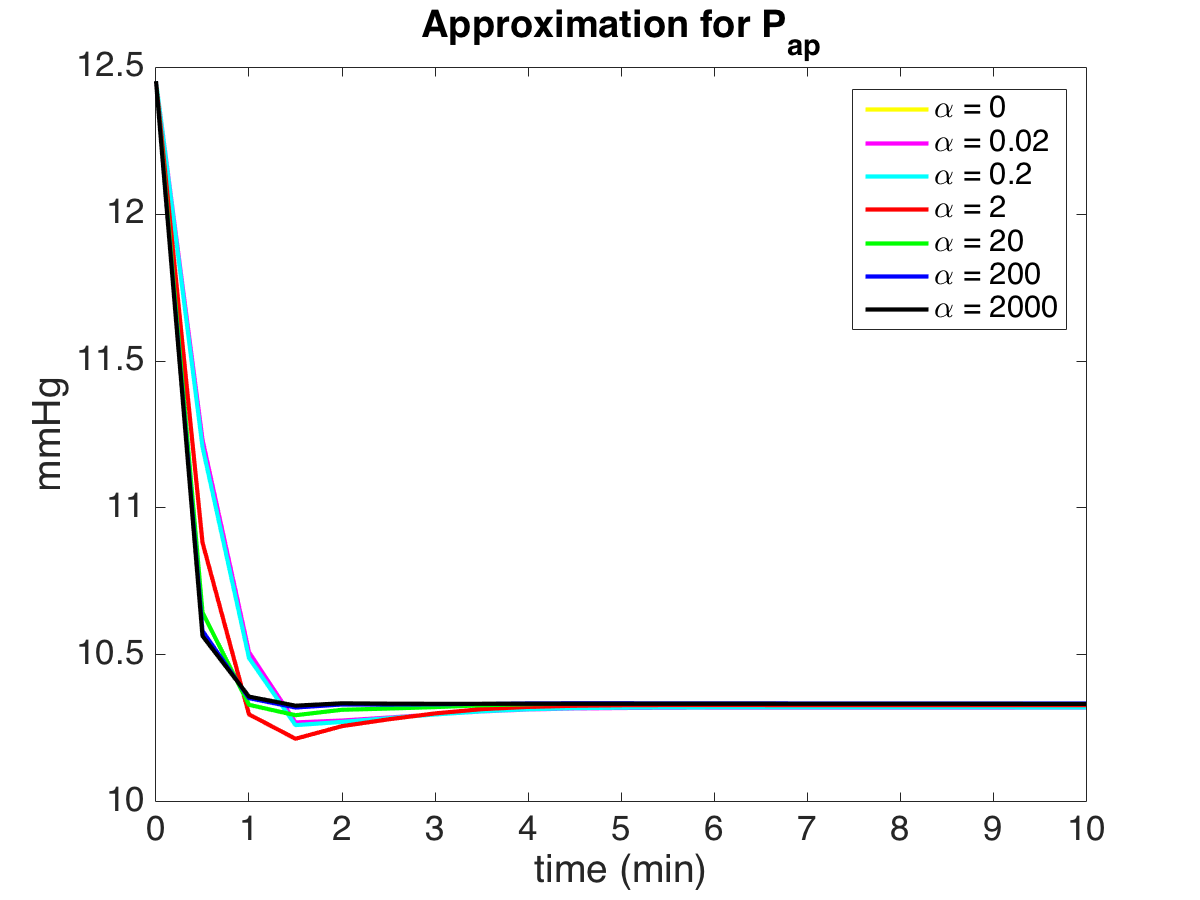 Approximation for P_ap
12.5
12
11.5
11
10.5
10
mmHg
α = 0
α = 0.02
α = 0.2
α = 2
α = 20
α = 200
α = 2000
0 1 2 3 4 5 6 7 8 9 10
time (min)